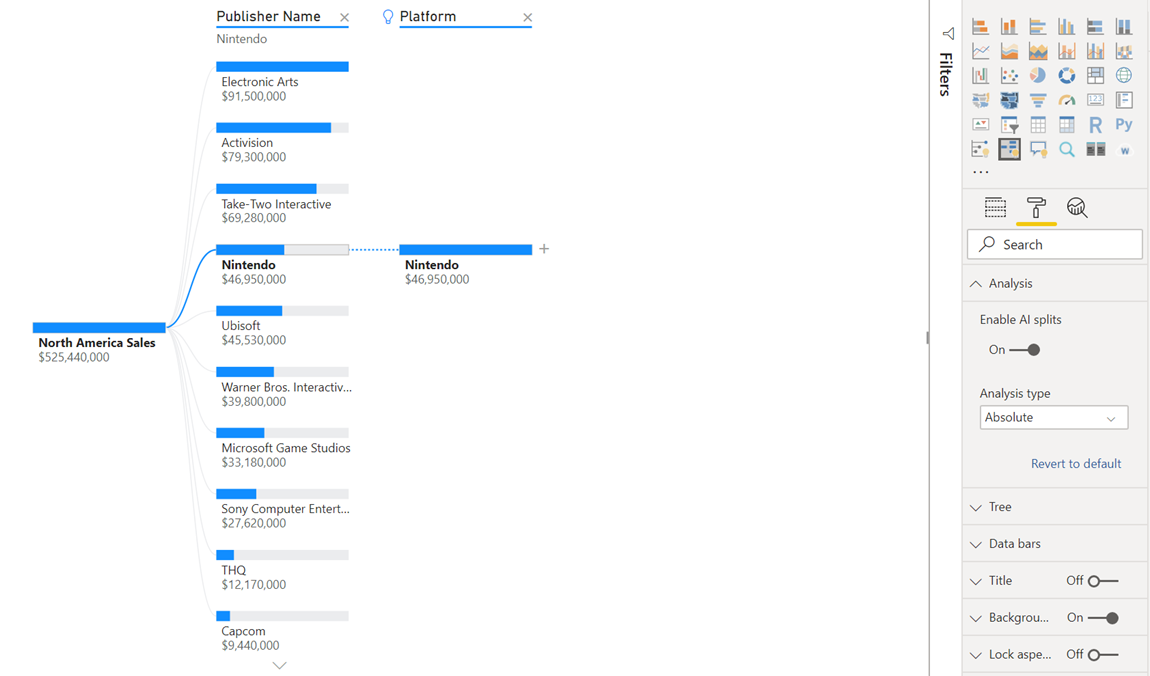 Publisher Name
Nintendo
Platform
Electronic Arts
$91,500,000
Activision
$79,300,000
Take-Two Interactive
$69,280,000
Nintendo
$46,950,000
Nintendo
$46,950,000
Ubisoft
$45,530,000
North America Sales
$525,440,000
Warner Bros. Interactiv...
$39,800,000
Microsoft Game Studios
$33,180,000
Sony Computer Entert...
$27,620,000
THQ
$12,170,000
Capcom
$9,440,000
Filters
123
R
Py
W
...
Search
Analysis
Enable AI splits
On
Analysis type
Absolute
Revert to default
Tree
Data bars
Title Off
Backgrou... On
Lock aspe... Off